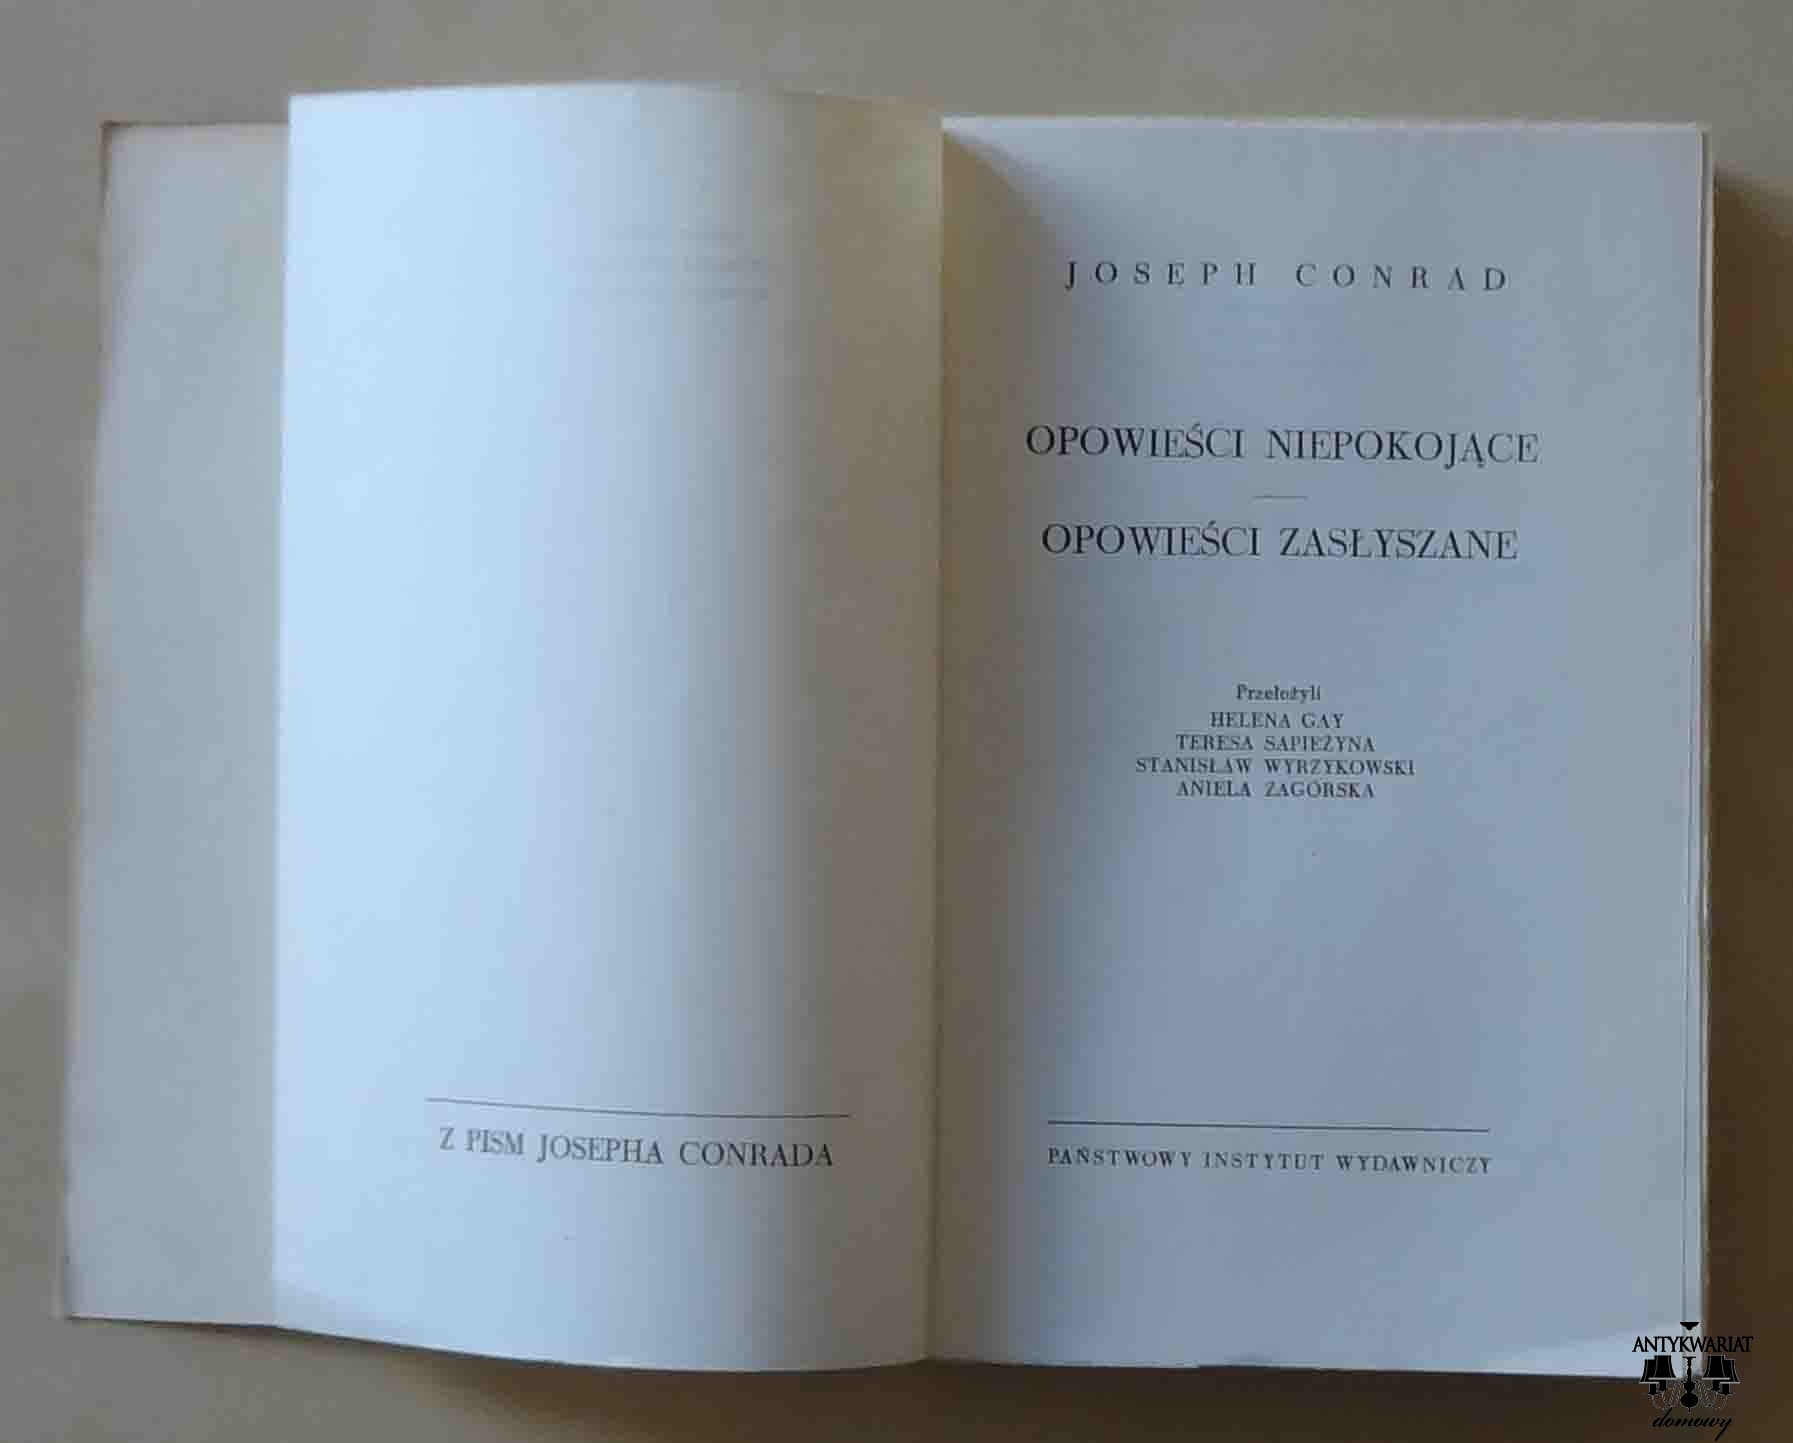 Z PISM JOSEPHA CONRADA
JOSEPH CONRAD
OPOWIEŚCI NIEPOKOJĄCE
OPOWIEŚCI ZASŁYSZANE
Przełożyli
HELENA GAY
TERESA SAPIEŻYNA
STANISŁAW WYRZYKOWSKI
ANIELA ZAGÓRSKA
PAŃSTWOWY INSTYTUT WYDAWNICZY
ANTYKWARIAT
domowy